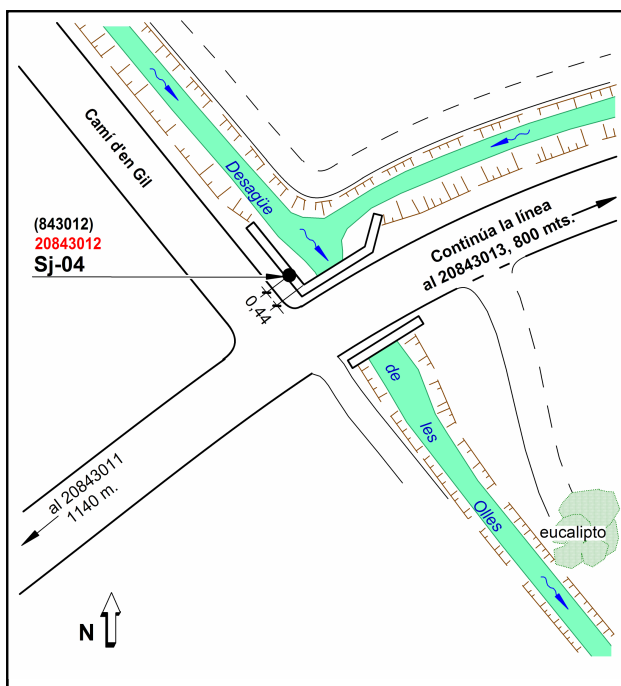 Camí d'en Gil
Desagüe
(843012)
20843012
Sj-04
Continúa la línea
al 20843013, 800 mts.
0,44
de
les
Olles
al 20843011
1140 m.
eucalipto
N